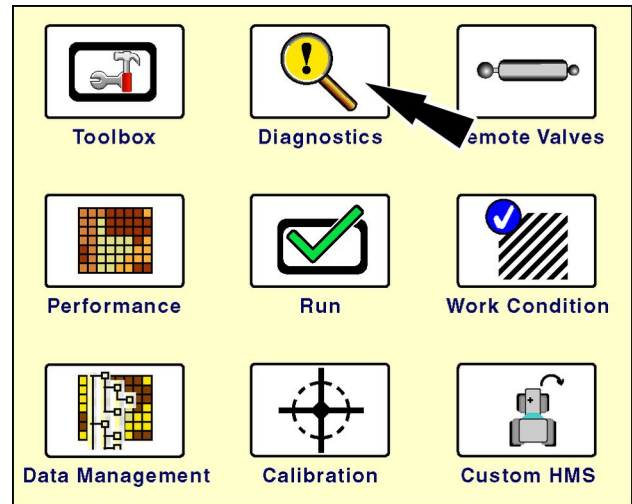 Toolbox
Diagnostics
emote Valves
Performance
Run
Work Condition
Data Management
Calibration
Custom HMS